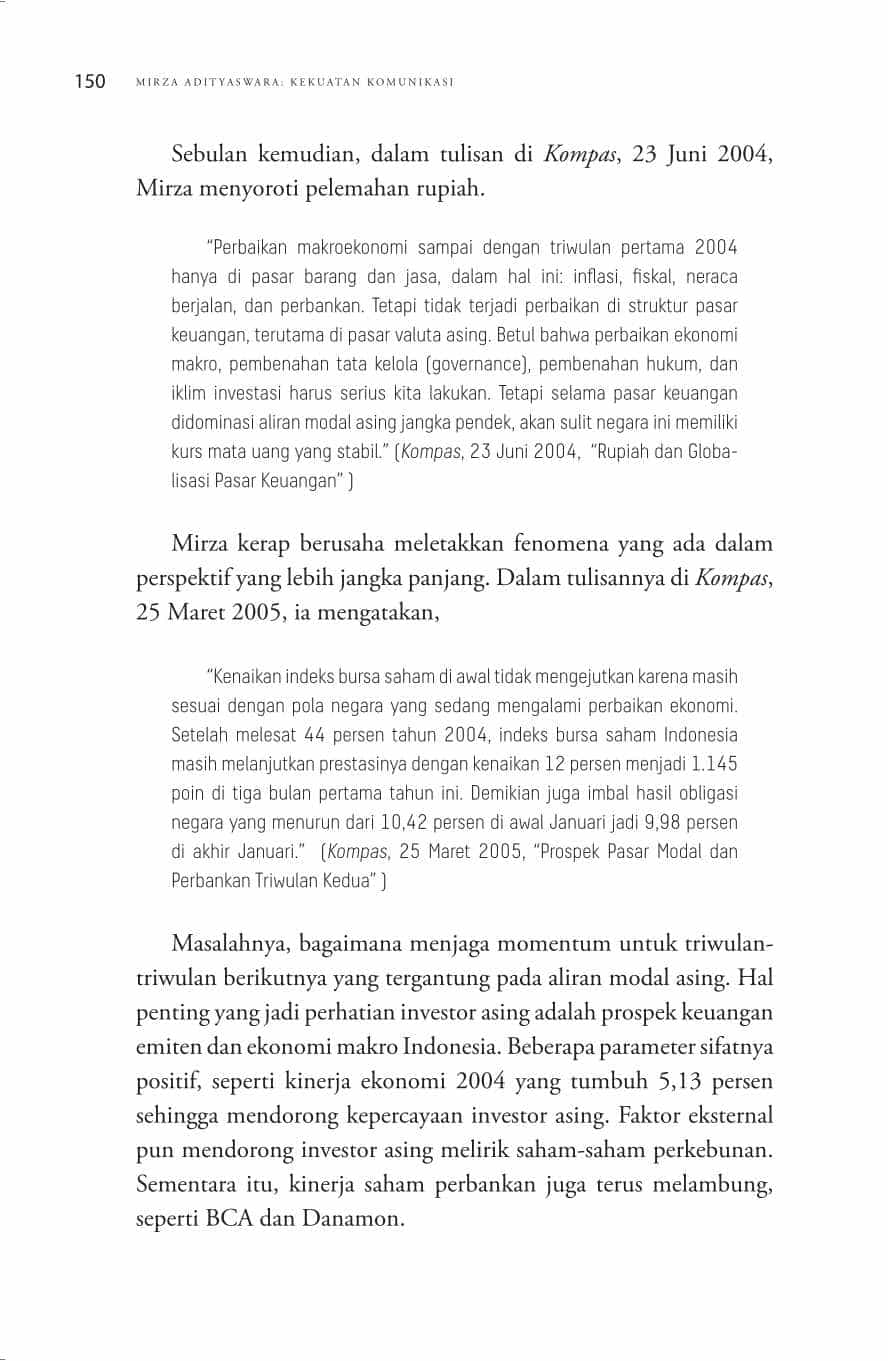 150 MIRZA ADITYASWARA: KEKUATAN KOMUNIKASI
Sebulan kemudian, dalam tulisan di Kompas, 23 Juni 2004,
Mirza menyoroti pelemahan rupiah.
“Perbaikan makroekonomi sampai dengan triwulan pertama 2004
hanya di pasar barang dan jasa, dalam hal ini: inflasi, fiskal, neraca
berjalan, dan perbankan. Tetapi tidak terjadi perbaikan di struktur pasar
keuangan, terutama di pasar valuta asing. Betul bahwa perbaikan ekonomi
makro, pembenahan tata kelola (governance), pembenahan hukum, dan
iklim investasi harus serius kita lakukan. Tetapi selama pasar keuangan
didominasi aliran modal asing jangka pendek, akan sulit negara ini memiliki
kurs mata uang yang stabil.” (Kompas, 23 Juni 2004, “Rupiah dan Globa-
lisasi Pasar Keuangan” )
Mirza kerap berusaha meletakkan fenomena yang ada dalam
perspektif yang lebih jangka panjang. Dalam tulisannya di Kompas,
25 Maret 2005, ia mengatakan,
“Kenaikan indeks bursa saham di awal tidak mengejutkan karena masih
sesuai dengan pola negara yang sedang mengalami perbaikan ekonomi.
Setelah melesat 44 persen tahun 2004, indeks bursa saham Indonesia
masih melanjutkan prestasinya dengan kenaikan 12 persen menjadi 1.145
poin di tiga bulan pertama tahun ini. Demikian juga imbal hasil obligasi
negara yang menurun dari 10,42 persen di awal Januari jadi 9,98 persen
di akhir Januari.” (Kompas, 25 Maret 2005, “Prospek Pasar Modal dan
Perbankan Triwulan Kedua” )
Masalahnya, bagaimana menjaga momentum untuk triwulan-
triwulan berikutnya yang tergantung pada aliran modal asing. Hal
penting yang jadi perhatian investor asing adalah prospek keuangan
emiten dan ekonomi makro Indonesia. Beberapa parameter sifatnya
positif, seperti kinerja ekonomi 2004 yang tumbuh 5,13 persen
sehingga mendorong kepercayaan investor asing. Faktor eksternal
pun mendorong investor asing melirik saham-saham perkebunan.
Sementara itu, kinerja saham perbankan juga terus melambung,
seperti BCA dan Danamon.